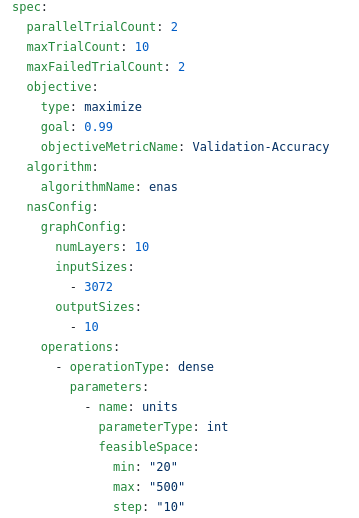 spec:
  parallelTrialCount: 2
  maxTrialCount: 10
  maxFailedTrialCount: 2
  objective:
    type: maximize
    goal: 0.99
    objectiveMetricName: Validation-Accuracy
  algorithm:
    algorithmName: enas
  nasConfig:
    graphConfig:
      numLayers: 10
      inputSizes:
        - 3072
      outputSizes:
        - 10
    operations:
      - operationType: dense
        parameters:
          - name: units
            parameterType: int
            feasibleSpace:
              min: "20"
              max: "500"
              step: "10"